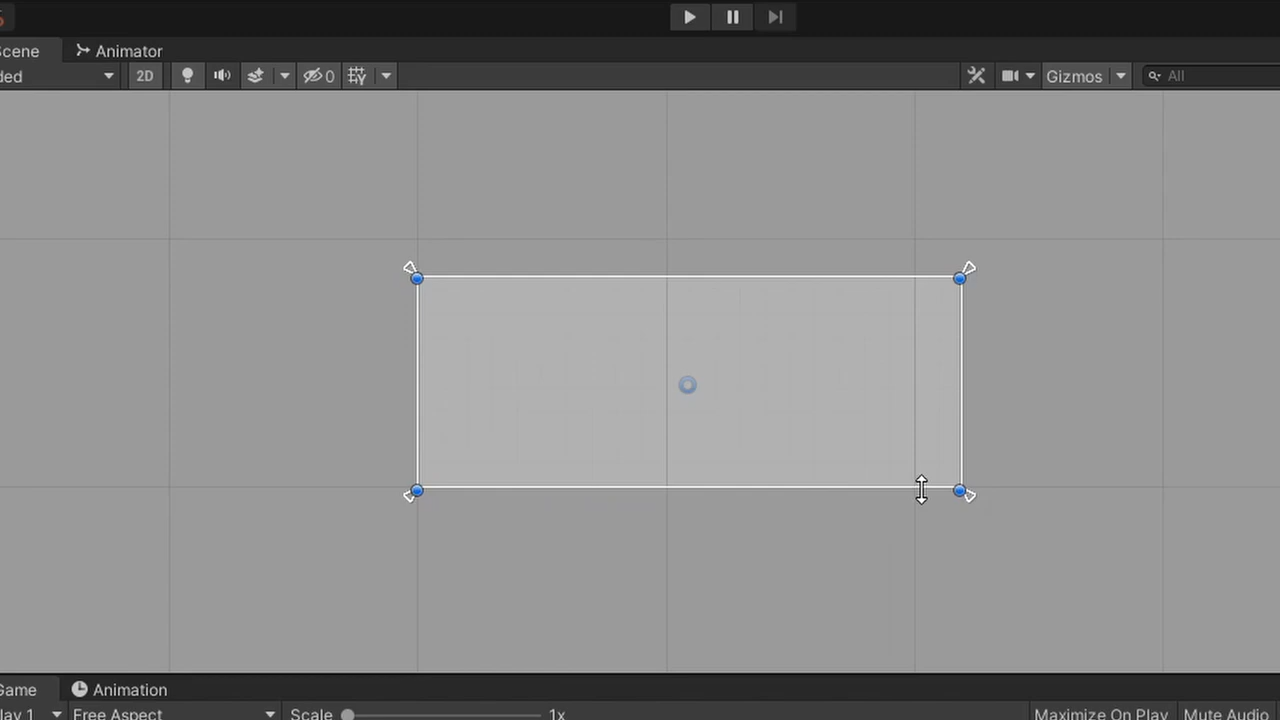 Scene Animator
ded 2D 0 Gizmos All
Game Animation
Play 1 Free Aspect Scale 1x Maximize On Play Mute Audio